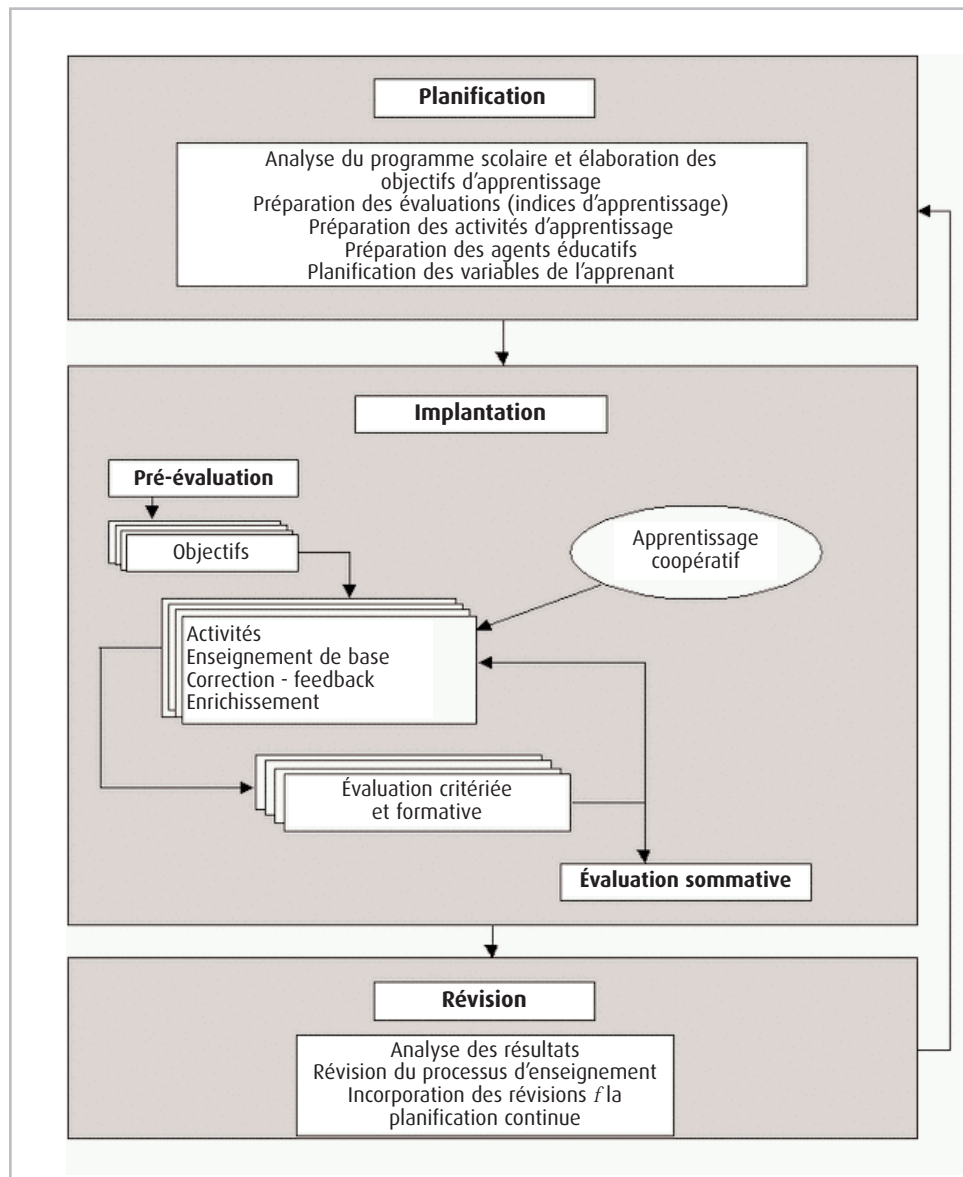 Planification
Analyse du programme scolaire et élaboration des
objectifs d'apprentissage
Préparation des évaluations (indices d'apprentissage)
Préparation des activités d'apprentissage
Préparation des agents éducatifs
Planification des variables de l'apprenant
Implantation
Pré-évaluation
Objectifs
Apprentissage
coopératif
Activités
Enseignement de base
Correction - feedback
Enrichissement
Évaluation critériée
et formative
Évaluation sommative
Révision
Analyse des résultats
Révision du processus d'enseignement
Incorporation des révisions f la
planification continue